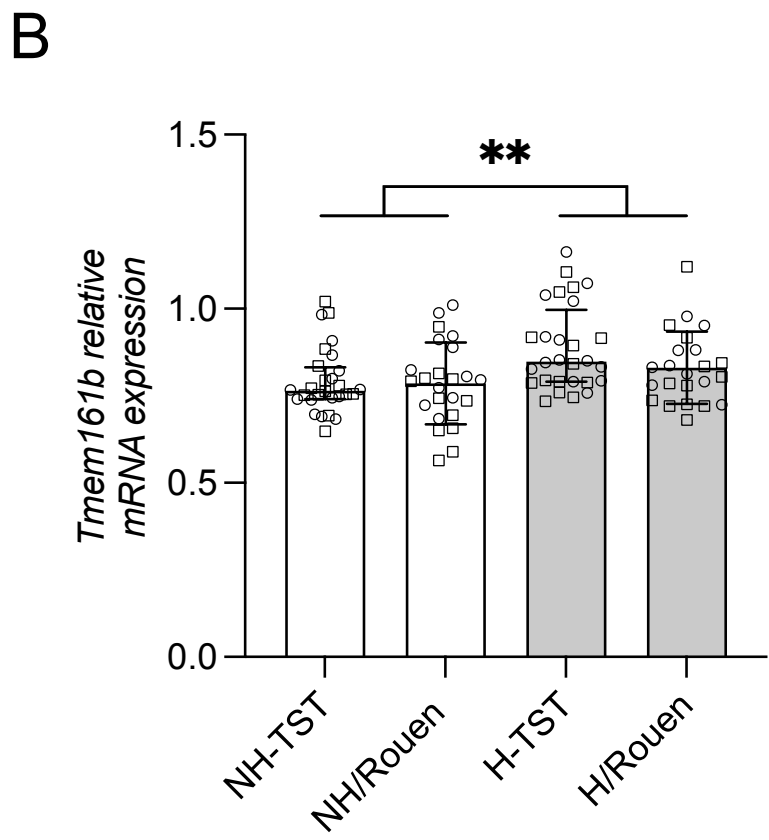 B
1.5
**
1.0
0.5
0.0
Tmem161b relative
mRNA expression
NH-TST
NH/Rouen
H-TST
H/Rouen